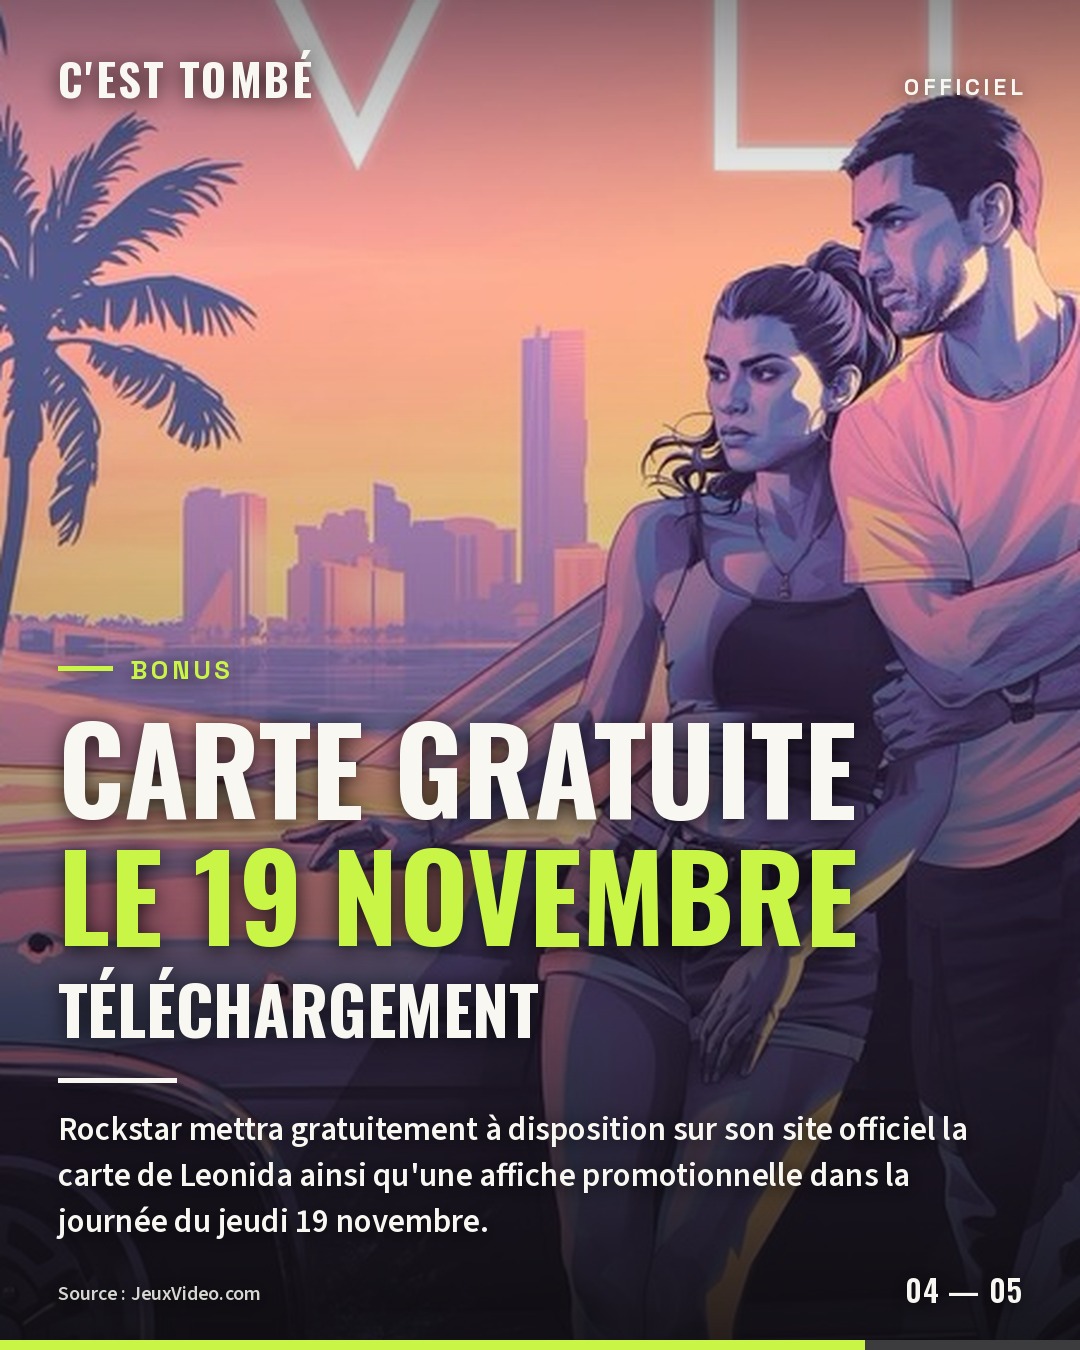 C'EST TOMBÉ
OFFICIEL
BONUS
CARTE GRATUITE
LE 19 NOVEMBRE
TÉLÉCHARGEMENT
Rockstar mettra gratuitement à disposition sur son site officiel la
carte de Leonida ainsi qu'une affiche promotionnelle dans la
journée du jeudi 19 novembre.
Source : JeuxVideo.com
04 — 05